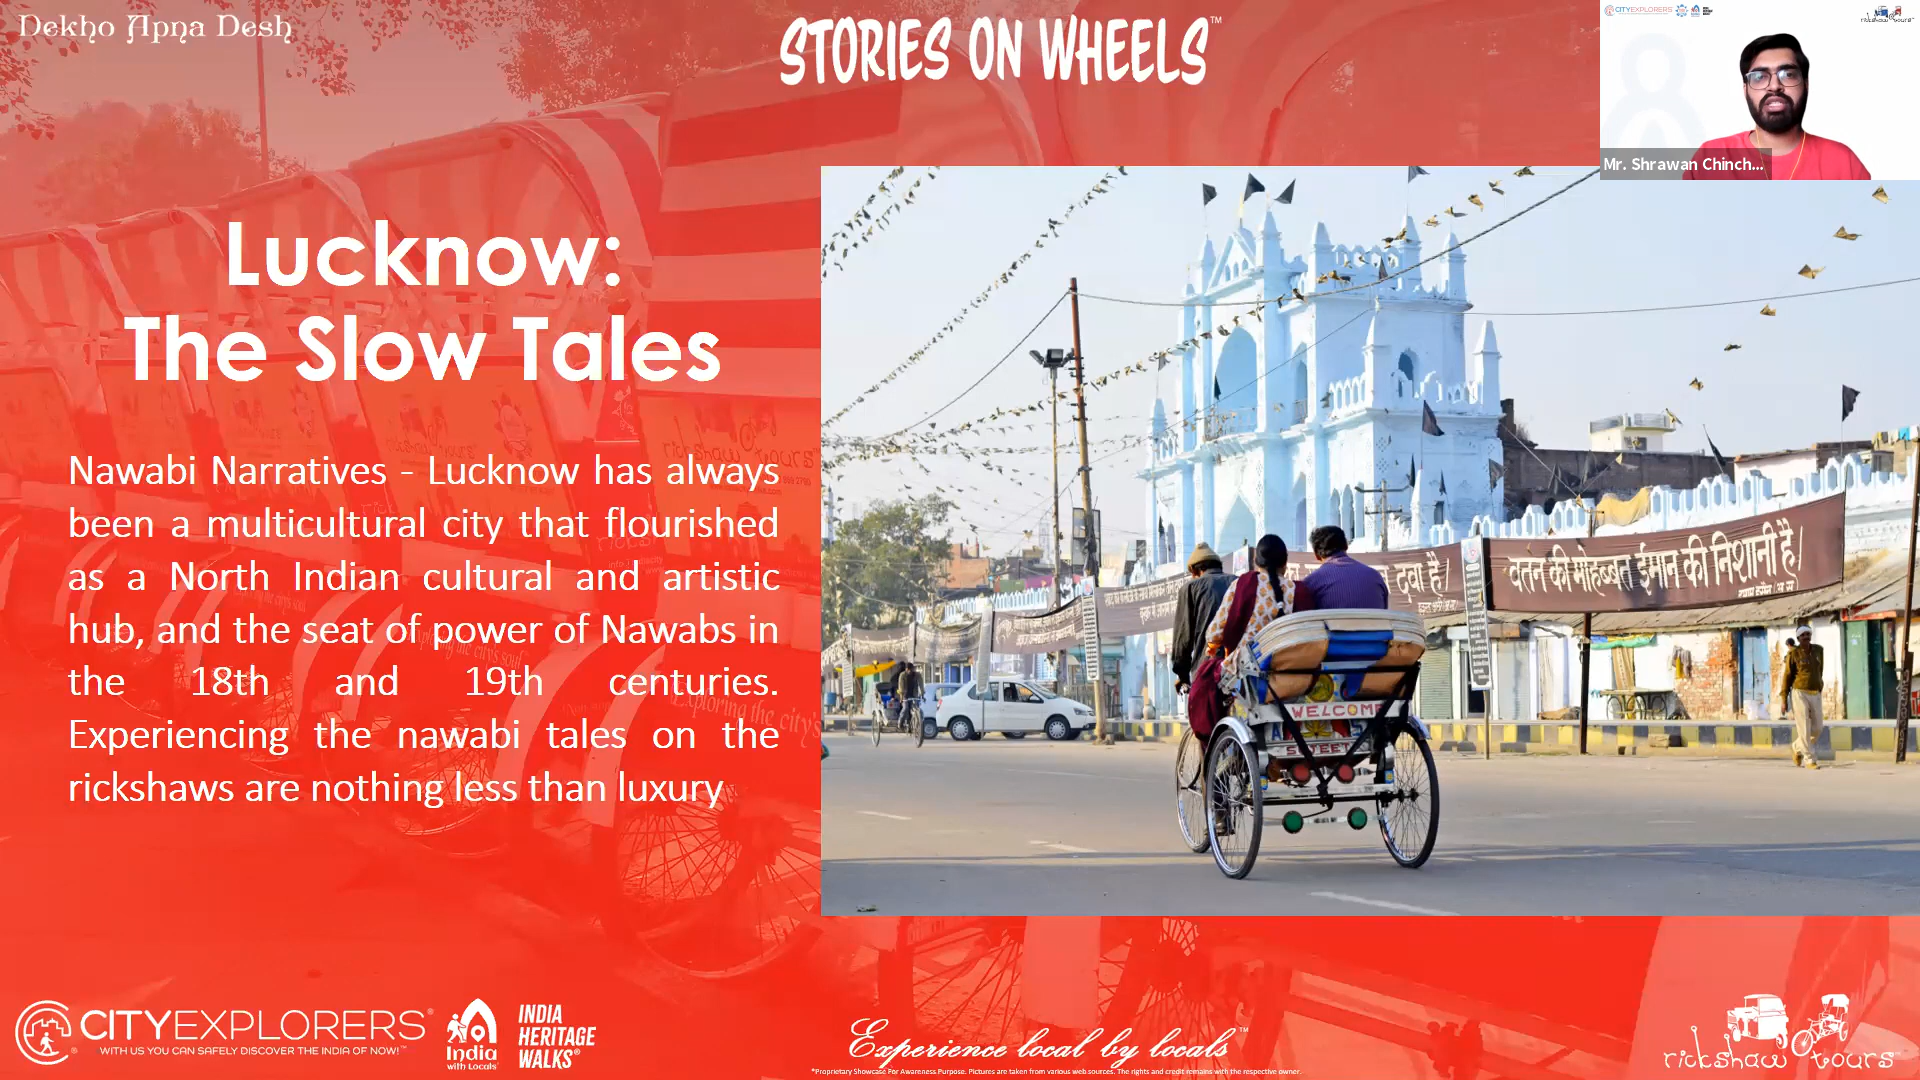 Dekho Apna Desh
STORIES ON WHEELS™
Mr. Shrawan Chinch...
Lucknow:
The Slow Tales
Nawabi Narratives - Lucknow has always
been a multicultural city that flourished
as a North Indian cultural and artistic
hub, and the seat of power of Nawabs in
the 18th and 19th centuries.
Experiencing the nawabi tales on the
rickshaws are nothing less than luxury
दवा है!
वतन की मोहब्बत ईमान की निशानी है!
WELCOME
SWEET
CITYEXPLORERS®
WITH US YOU CAN SAFELY DISCOVER THE INDIA OF NOW!™
India
with Locals
INDIA
HERITAGE
WALKS®
Experience local by locals™
*Proprietary Showcase For Awareness Purpose. Pictures are taken from various web sources. The rights and credit remains with the respective owner.
rickshaw tours™